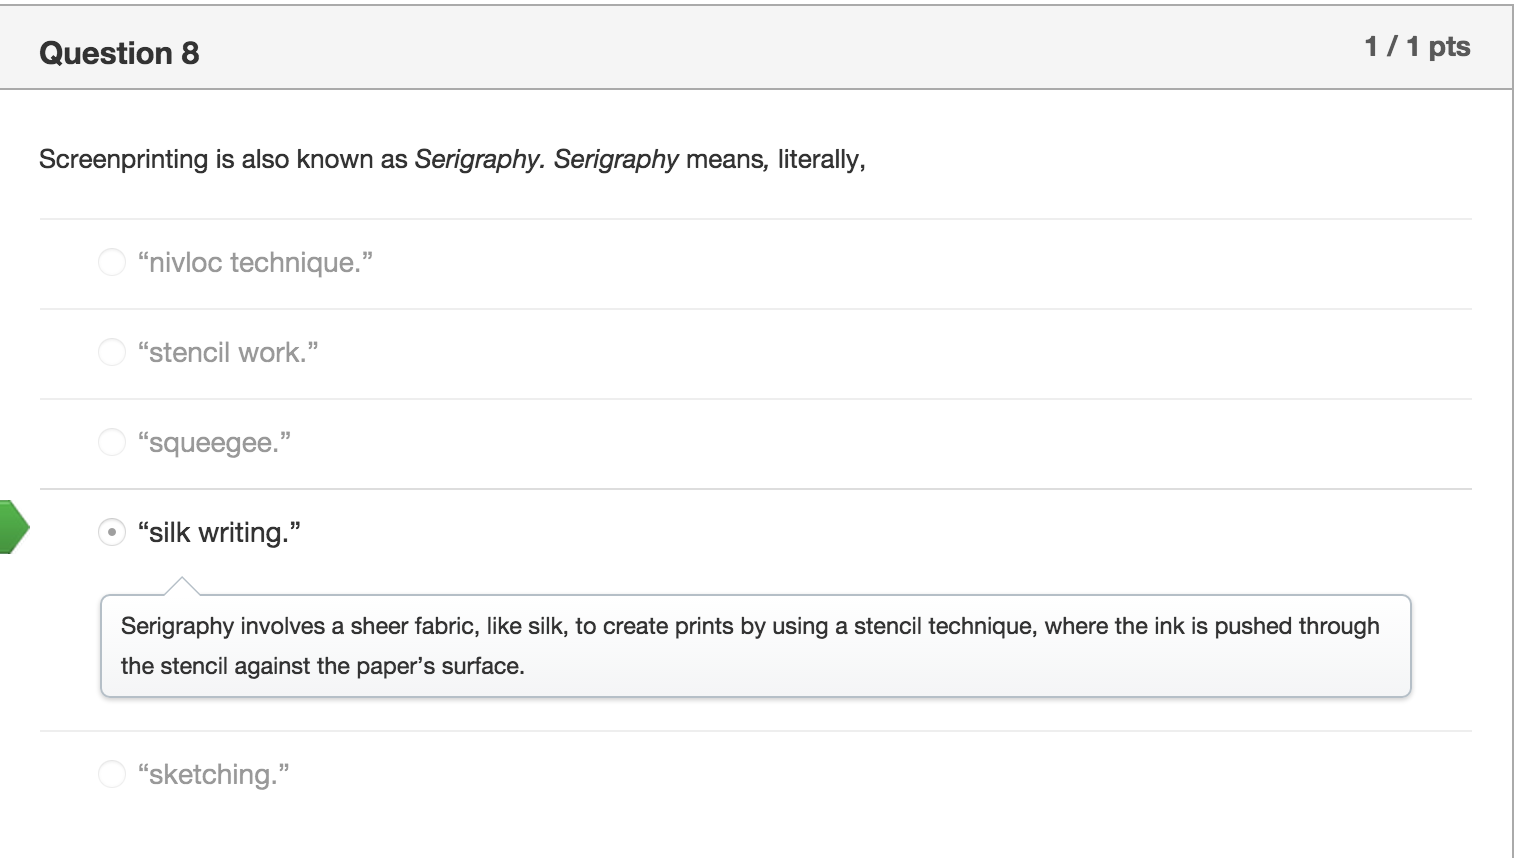 Question 8
1 / 1 pts
Screenprinting is also known as Serigraphy. Serigraphy means, literally,
“nivloc technique.”
“stencil work.”
“squeegee.”
“silk writing.”
Serigraphy involves a sheer fabric, like silk, to create prints by using a stencil technique, where the ink is pushed through
the stencil against the paper’s surface.
“sketching.”